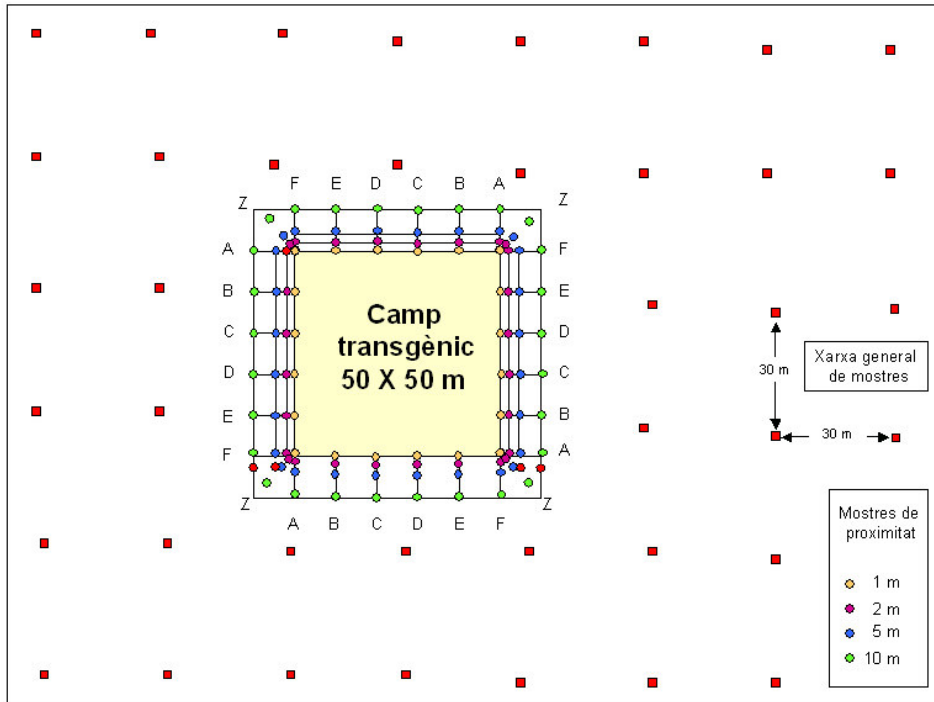 F E D C B A
Z Z
A F
B E
C D
D C
E B
F A
Z Z
A B C D E F
Camp
transgènic
50 X 50 m
30 m
Xarxa general
de mostres
30 m
Mostres de
proximitat
1 m
2 m
5 m
10 m